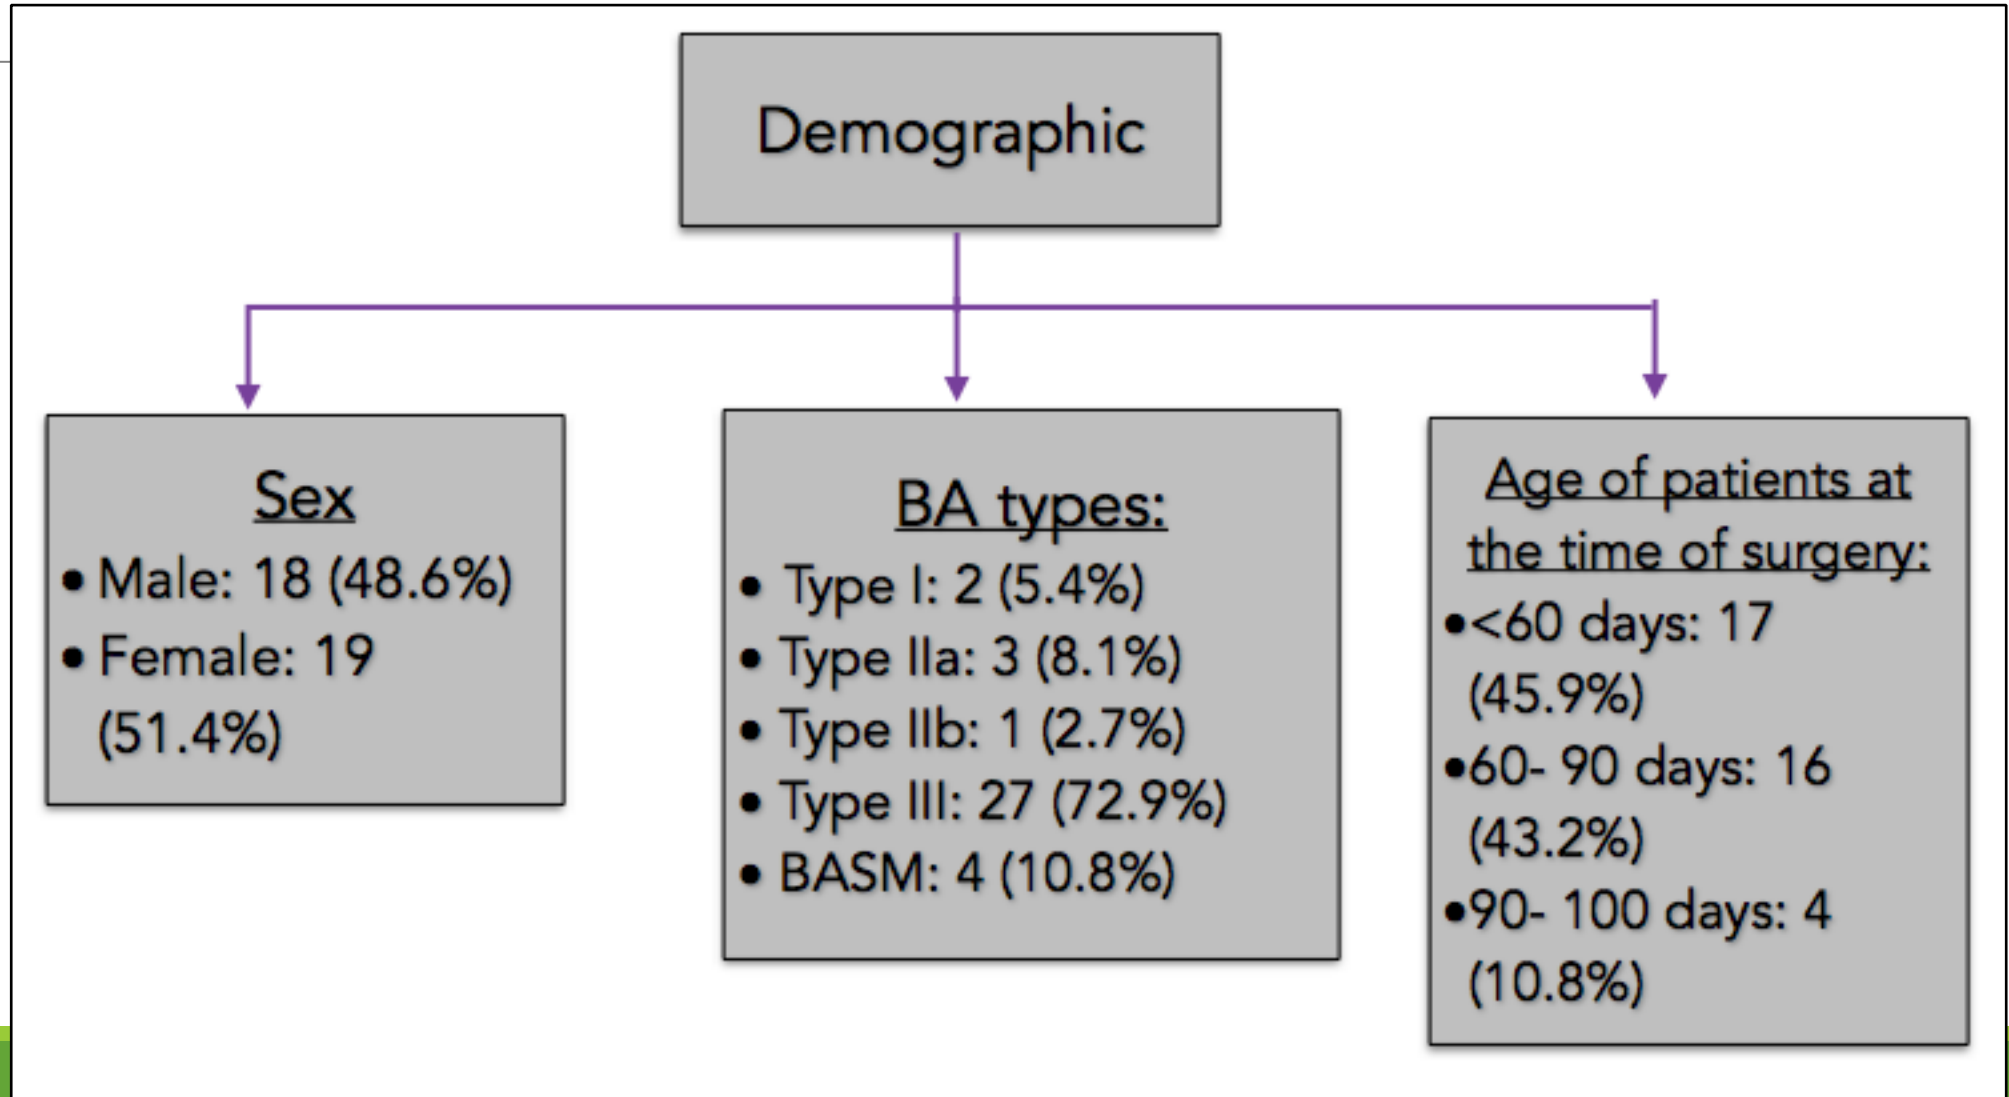 Demographic
Sex
• Male: 18 (48.6%)
• Female: 19
(51.4%)
BA types:
• Type I: 2 (5.4%)
• Type IIa: 3 (8.1%)
• Type IIb: 1 (2.7%)
• Type III: 27 (72.9%)
• BASM: 4 (10.8%)
Age of patients at
the time of surgery:
•<60 days: 17
(45.9%)
•60- 90 days: 16
(43.2%)
•90- 100 days: 4
(10.8%)